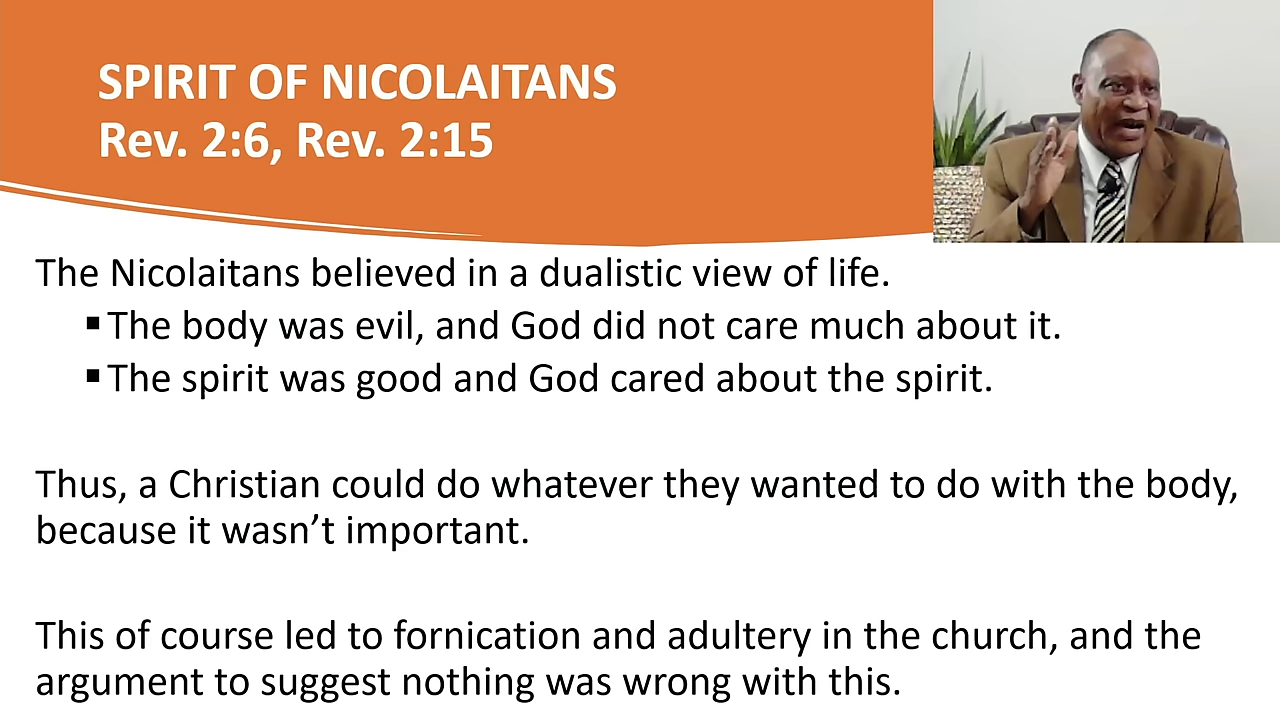 SPIRIT OF NICOLAITANS
Rev. 2:6, Rev. 2:15
The Nicolaitans believed in a dualistic view of life.
▪The body was evil, and God did not care much about it.
▪The spirit was good and God cared about the spirit.
Thus, a Christian could do whatever they wanted to do with the body,
because it wasn’t important.
This of course led to fornication and adultery in the church, and the
argument to suggest nothing was wrong with this.